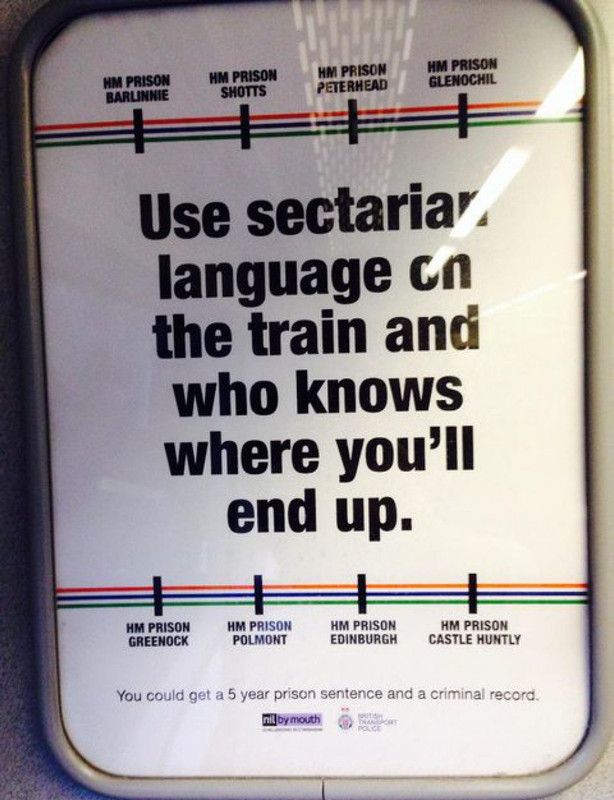 HM PRISON
BARLINNIE
HM PRISON
SHOTTS
HM PRISON
PETERHEAD
HM PRISON
GLENOCHIL
Use sectarian
language on
the train and
who knows
where you'll
end up.
HM PRISON
GREENOCK
HM PRISON
POLMONT
HM PRISON
EDINBURGH
HM PRISON
CASTLE HUNTLY
You could get a 5 year prison sentence and a criminal record.
nil by mouth
BRITISH
TRANSPORT
POLICE